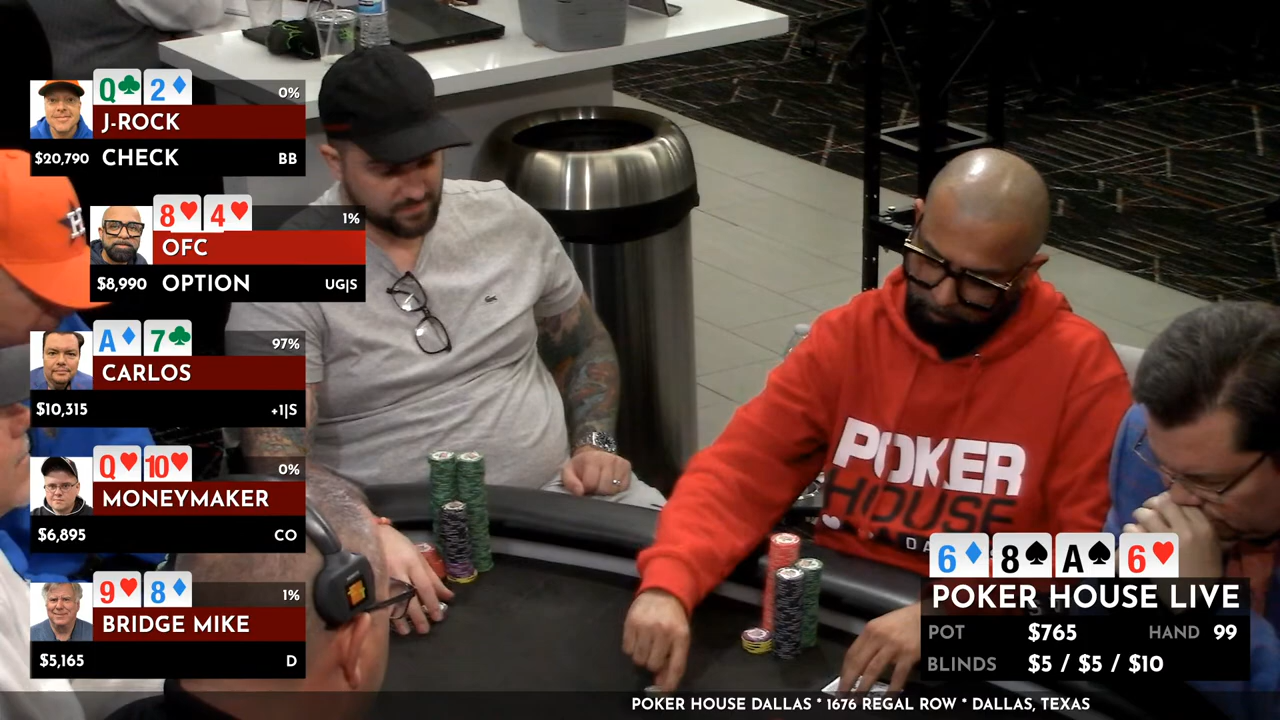 Q♣ 2♦ 0%
J-ROCK
$20,790 CHECK BB
8♥ 4♥ 1%
OFC
$8,990 OPTION UG|S
A♦ 7♣ 97%
CARLOS
$10,315 +1|S
Q♥ 10♥ 0%
MONEYMAKER
$6,895 CO
9♥ 8♦ 1%
BRIDGE MIKE
$5,165 D
POKER
HOUSE
6♦ 8♠ A♠ 6♥
POKER HOUSE LIVE
POT $765 HAND 99
BLINDS $5 / $5 / $10
POKER HOUSE DALLAS * 1676 REGAL ROW * DALLAS, TEXAS